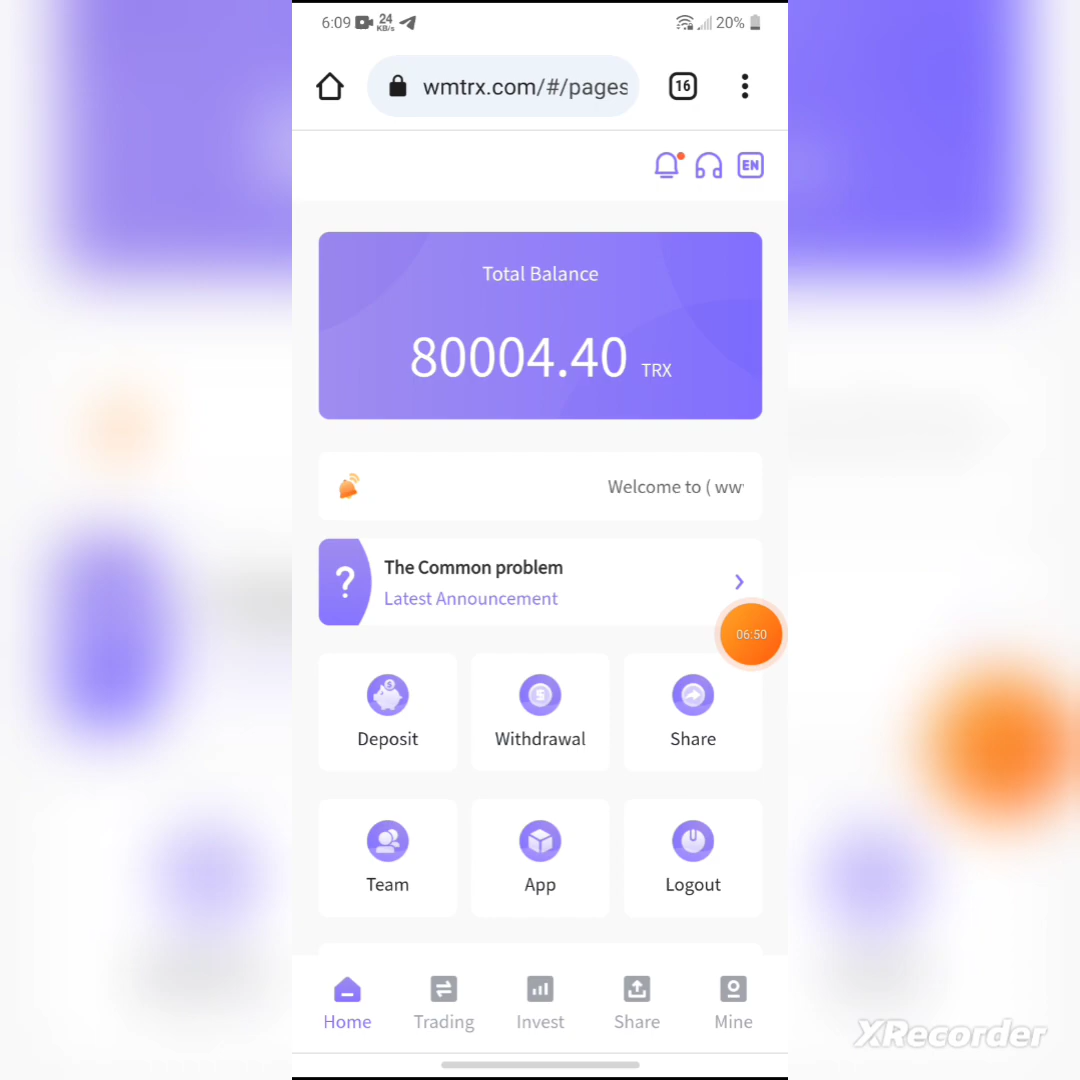 6:09 24 KB/s 20%
wmtrx.com/#/pages 16
EN
Total Balance
80004.40 TRX
Welcome to ( ww
?
The Common problem
Latest Announcement
06:50
Deposit Withdrawal Share
Team App Logout
Home Trading Invest Share Mine
XRecorder